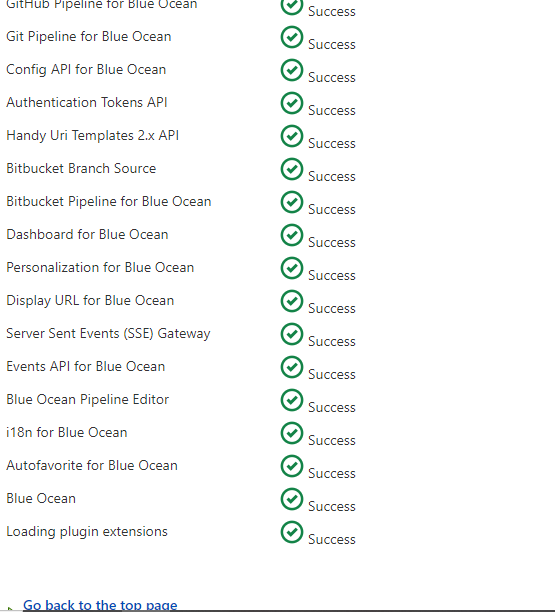 GitHub Pipeline for Blue Ocean Success
Git Pipeline for Blue Ocean Success
Config API for Blue Ocean Success
Authentication Tokens API Success
Handy Uri Templates 2.x API Success
Bitbucket Branch Source Success
Bitbucket Pipeline for Blue Ocean Success
Dashboard for Blue Ocean Success
Personalization for Blue Ocean Success
Display URL for Blue Ocean Success
Server Sent Events (SSE) Gateway Success
Events API for Blue Ocean Success
Blue Ocean Pipeline Editor Success
i18n for Blue Ocean Success
Autofavorite for Blue Ocean Success
Blue Ocean Success
Loading plugin extensions Success
Go back to the top page